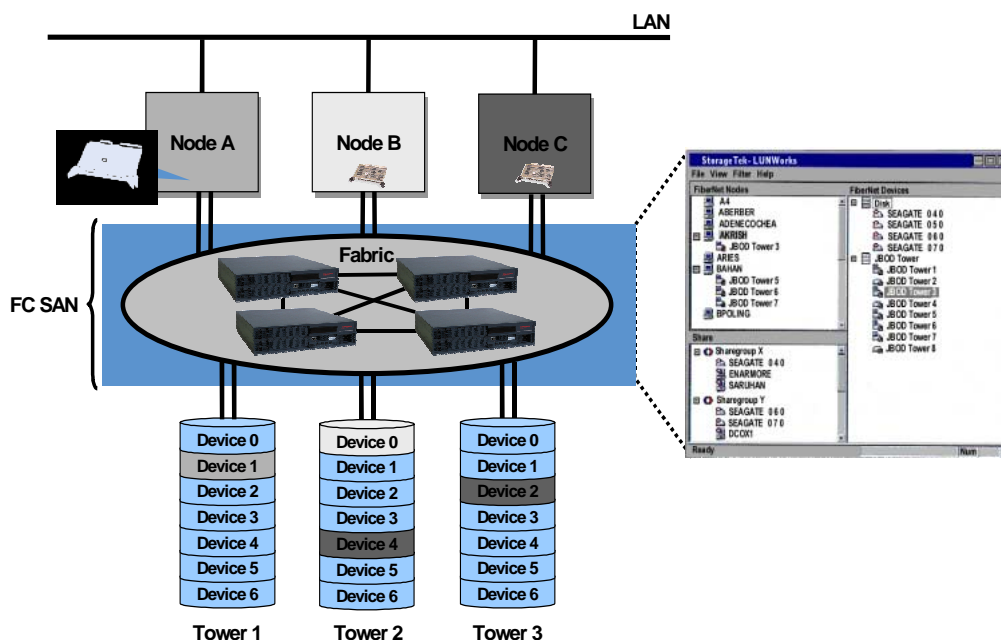 LAN
Node A
Node B
Node C
FC SAN
Fabric
Device 0
Device 1
Device 2
Device 3
Device 4
Device 5
Device 6
Tower 1
Device 0
Device 1
Device 2
Device 3
Device 4
Device 5
Device 6
Tower 2
Device 0
Device 1
Device 2
Device 3
Device 4
Device 5
Device 6
Tower 3
StorageTek- LUNWorks
File View Filter Help
FiberNet Nodes
A4
ABERBER
ADENECOCHEA
AKRISH
JBOD Tower 3
ARIES
BAHAN
JBOD Tower 5
JBOD Tower 6
JBOD Tower 7
BPOLING
Share
Sharegroup X
SEAGATE 040
ENARMORE
SARUHAN
Sharegroup Y
SEAGATE 060
SEAGATE 070
DCOX1
FiberNet Devices
Disk
SEAGATE 040
SEAGATE 050
SEAGATE 060
SEAGATE 070
JBOD Tower
JBOD Tower 1
JBOD Tower 2
JBOD Tower 3
JBOD Tower 4
JBOD Tower 5
JBOD Tower 6
JBOD Tower 7
JBOD Tower 8
Ready
Num